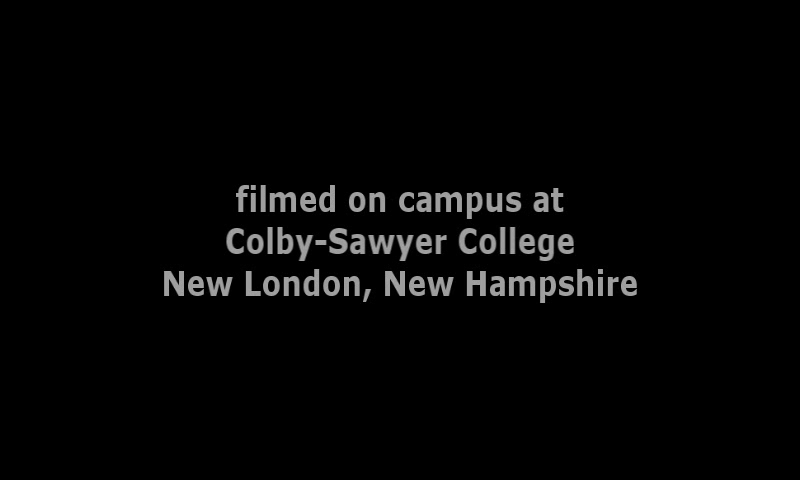 filmed on campus at
Colby-Sawyer College
New London, New Hampshire